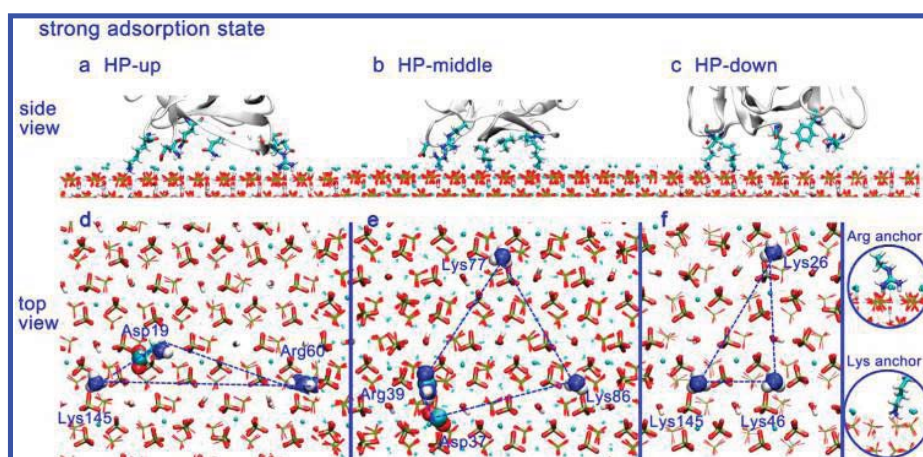 strong adsorption state
a HP-up
b HP-middle
c HP-down
side
view
top
view
d
e
f
Asp19
Arg60
Lys145
Lys77
Arg39
Asp37
Lys86
Lys26
Lys145
Lys46
Arg anchor
Lys anchor